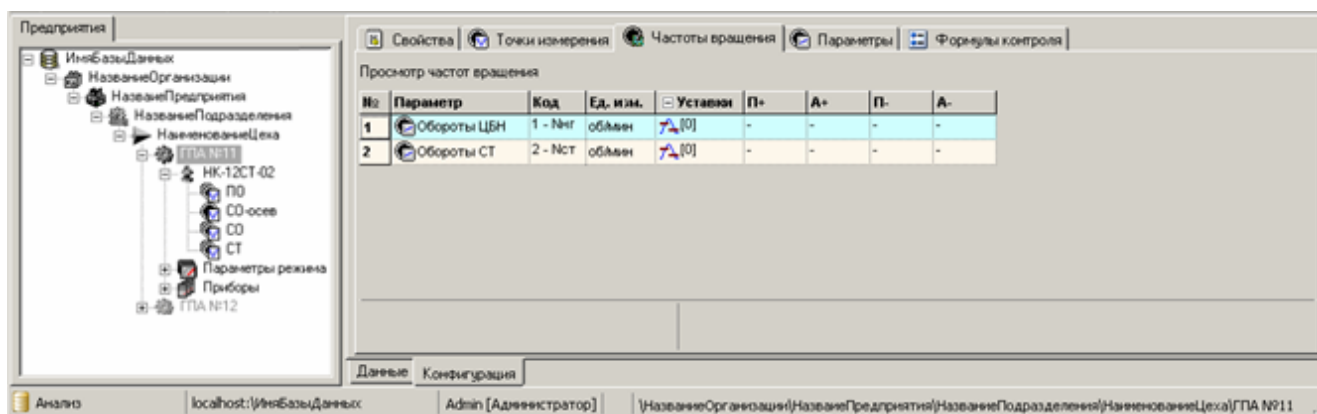 Предприятия
ИмяБазыДанных
НазваниеОрганизации
НазваеПредприятия
НазваниеПодразделения
НаименованиеЦеха
ГПА №11
НК-12СТ-02
ПО
СО-осев
СО
СТ
Параметры режима
Приборы
ГПА №12
Свойства Точки измерения Частоты вращения Параметры Формулы контроля
Просмотр частот вращения
№ Параметр Код Ед. изм. Уставки П+ А+ П- А-
1 Обороты ЦБН 1 - Nнг об/мин [0] - - - -
2 Обороты СТ 2 - Nст об/мин [0] - - - -
Данные Конфигурация
Анализ localhost:\ИмяБазыДанных Admin [Администратор] \НазваниеОрганизации\НазваеПредприятия\НазваниеПодразделения\НаименованиеЦеха\ГПА №11